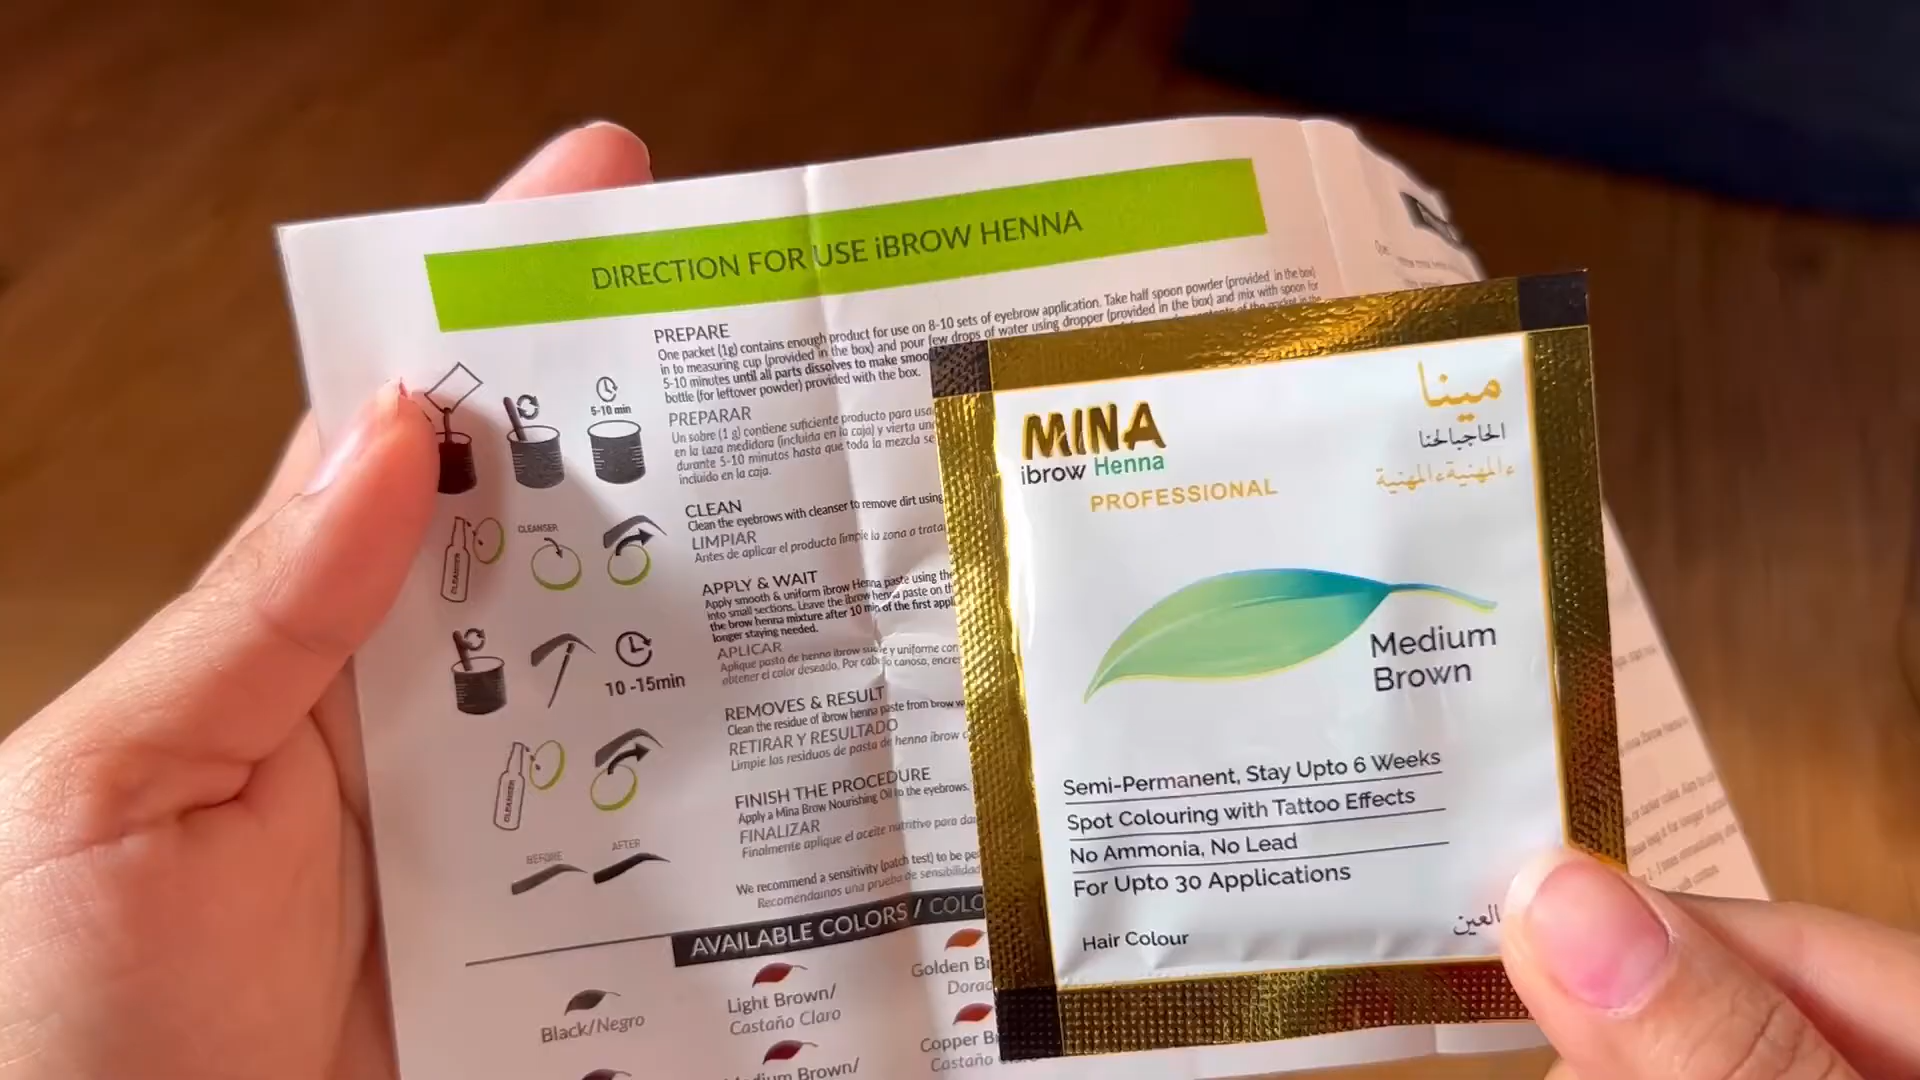 DIRECTION FOR USE iBROW HENNA
PREPARE
One packet (1g) contains enough product for use on 8-10 sets of eyebrow application. Take half spoon powder (provided in the box)
in to measuring cup (provided in the box) and pour few drops of water using dropper (provided in the box) and mix with spoon for
5-10 minutes until all parts dissolves to make smoo
bottle (for leftover powder) provided with the box.
PREPARAR
Un sobre (1 g) contiene suficiente producto para usa
en la taza medidora (incluida en la caja) y vierta un
durante 5-10 minutos hasta que toda la mezcla se
incluido en la caja.
5-10 min
CLEAN
Clean the eyebrows with cleanser to remove dirt using
LIMPIAR
Antes de aplicar el producto limpie la zona a trata
CLEANSER
CLEANSER
APPLY & WAIT
Apply smooth & uniform ibrow Henna paste using the
into small sections. Leave the ibrow henna paste on th
the brow henna mixture after 10 min of the first appl
longer staying needed.
APLICAR
Aplique pasta de henna ibrow suave y uniforme con
obtener el color deseado. Por cabello canoso, encre
10-15min
REMOVES & RESULT
Clean the residue of ibrow henna paste from brow w
RETIRAR Y RESULTADO
Limpie los residuos de pasta de henna ibrow c
CLEANSER
FINISH THE PROCEDURE
Apply a Mina Brow Nourishing Oil to the eyebrows.
FINALIZAR
Finalmente aplique el aceite nutritivo para da
BEFORE
AFTER
We recommend a sensitivity (patch test) to be pe
Recomendamos una prueba de sensibilidad
AVAILABLE COLORS / COLO
Black/Negro
Light Brown/
Castaño Claro
Golden B
Dorad
Medium Brown/
Copper B
Castaño
MINA
ibrow Henna
PROFESSIONAL
مينا
الحاجبالحنا
ءالمهنيةءالمهنية
Medium
Brown
Semi-Permanent, Stay Upto 6 Weeks
Spot Colouring with Tattoo Effects
No Ammonia, No Lead
For Upto 30 Applications
Hair Colour
العين